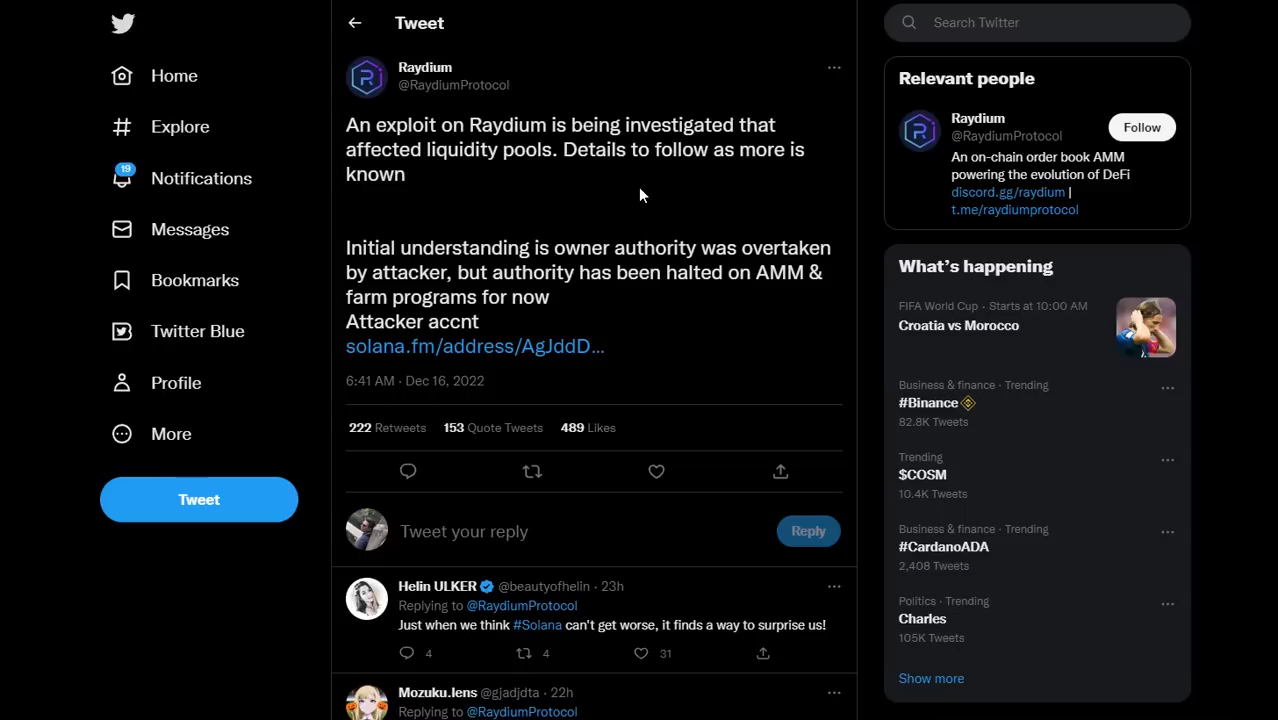 Home
Explore
19
Notifications
Messages
Bookmarks
Twitter Blue
Profile
More
Tweet
Tweet
Raydium
@RaydiumProtocol
An exploit on Raydium is being investigated that
affected liquidity pools. Details to follow as more is
known
Initial understanding is owner authority was overtaken
by attacker, but authority has been halted on AMM &
farm programs for now
Attacker accnt
solana.fm/address/AgJddD…
6:41 AM · Dec 16, 2022
222 Retweets 153 Quote Tweets 489 Likes
Tweet your reply
Reply
Helin ULKER @beautyofhelin · 23h
Replying to @RaydiumProtocol
Just when we think #Solana can't get worse, it finds a way to surprise us!
4 4 31
Mozuku.lens @gjadjdta · 22h
Replying to @RaydiumProtocol
Search Twitter
Relevant people
Raydium
@RaydiumProtocol
Follow
An on-chain order book AMM
powering the evolution of DeFi
discord.gg/raydium |
t.me/raydiumprotocol
What's happening
FIFA World Cup · Starts at 10:00 AM
Croatia vs Morocco
Business & finance · Trending
#Binance
82.8K Tweets
Trending
$COSM
10.4K Tweets
Business & finance · Trending
#CardanoADA
2,408 Tweets
Politics · Trending
Charles
105K Tweets
Show more